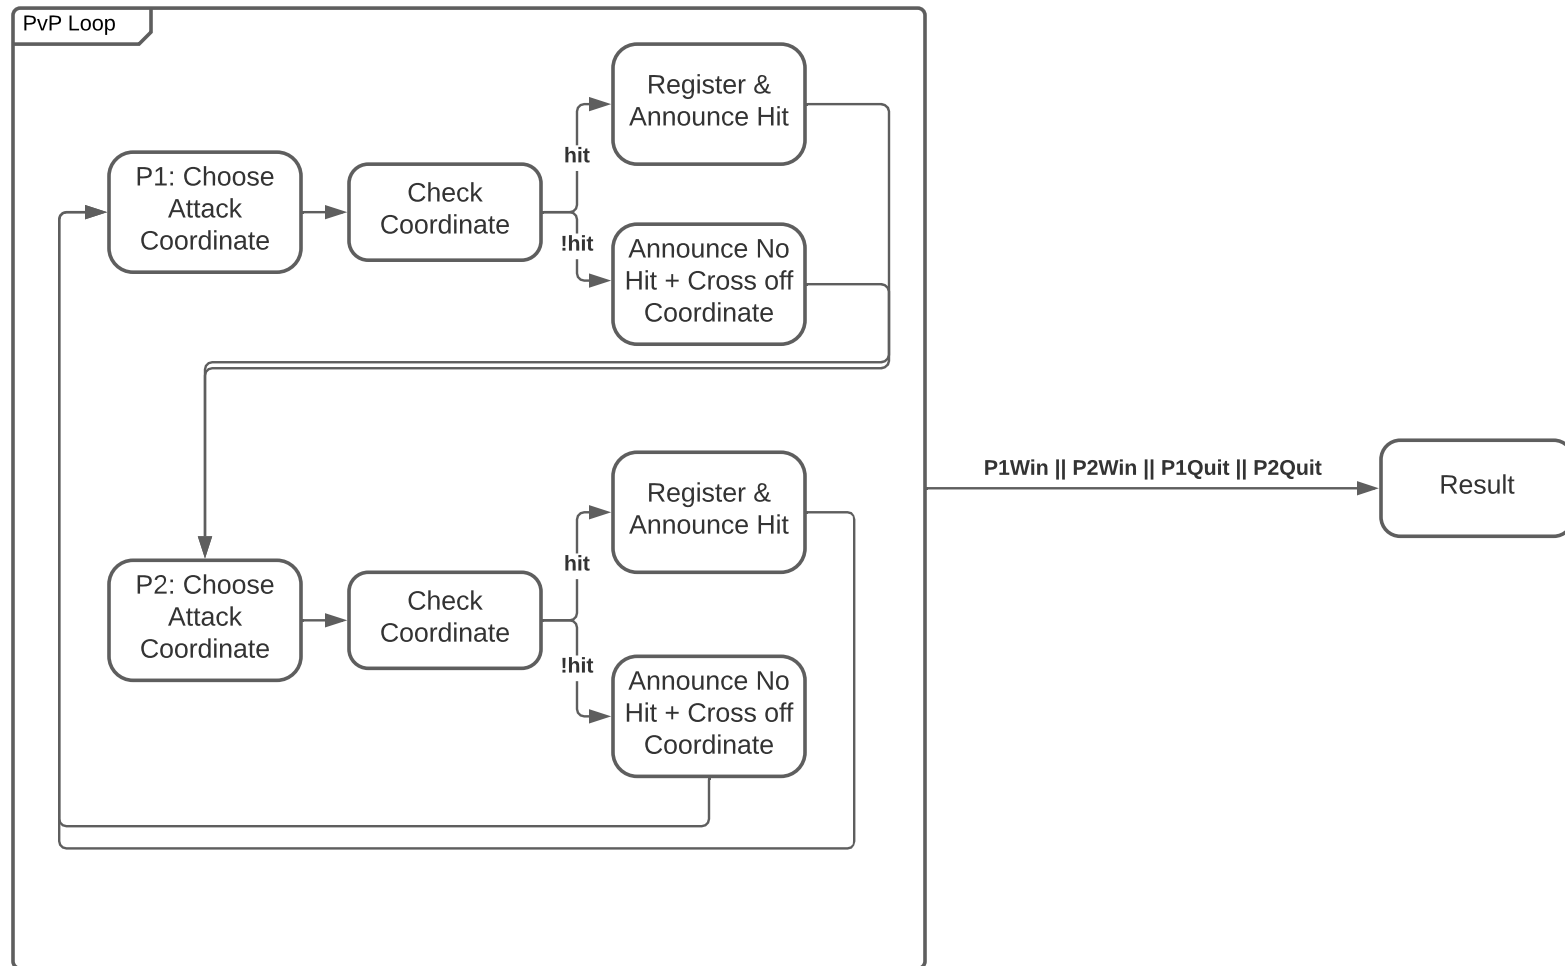 PvP Loop
Register &
Announce Hit
hit
P1: Choose
Attack
Coordinate
Check
Coordinate
!hit
Announce No
Hit + Cross off
Coordinate
P1Win || P2Win || P1Quit || P2Quit
Result
Register &
Announce Hit
hit
P2: Choose
Attack
Coordinate
Check
Coordinate
!hit
Announce No
Hit + Cross off
Coordinate